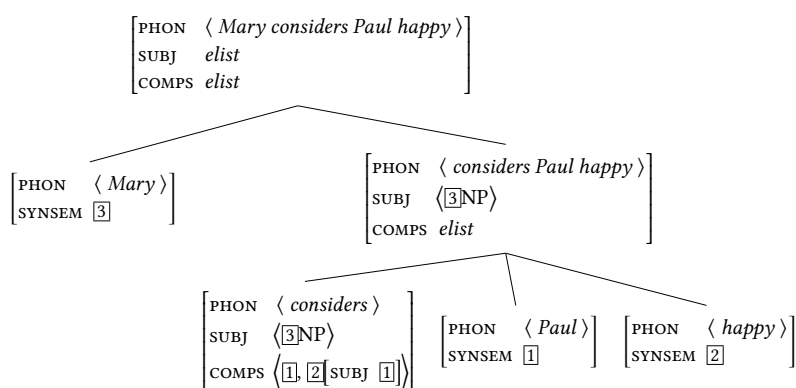 PHON ⟨ Mary considers Paul happy ⟩
SUBJ elist
COMPS elist
PHON ⟨ Mary ⟩
SYNSEM 3
PHON ⟨ considers Paul happy ⟩
SUBJ ⟨3NP⟩
COMPS elist
PHON ⟨ considers ⟩
SUBJ ⟨3NP⟩
COMPS ⟨1, 2[SUBJ 1]⟩
PHON ⟨ Paul ⟩
SYNSEM 1
PHON ⟨ happy ⟩
SYNSEM 2